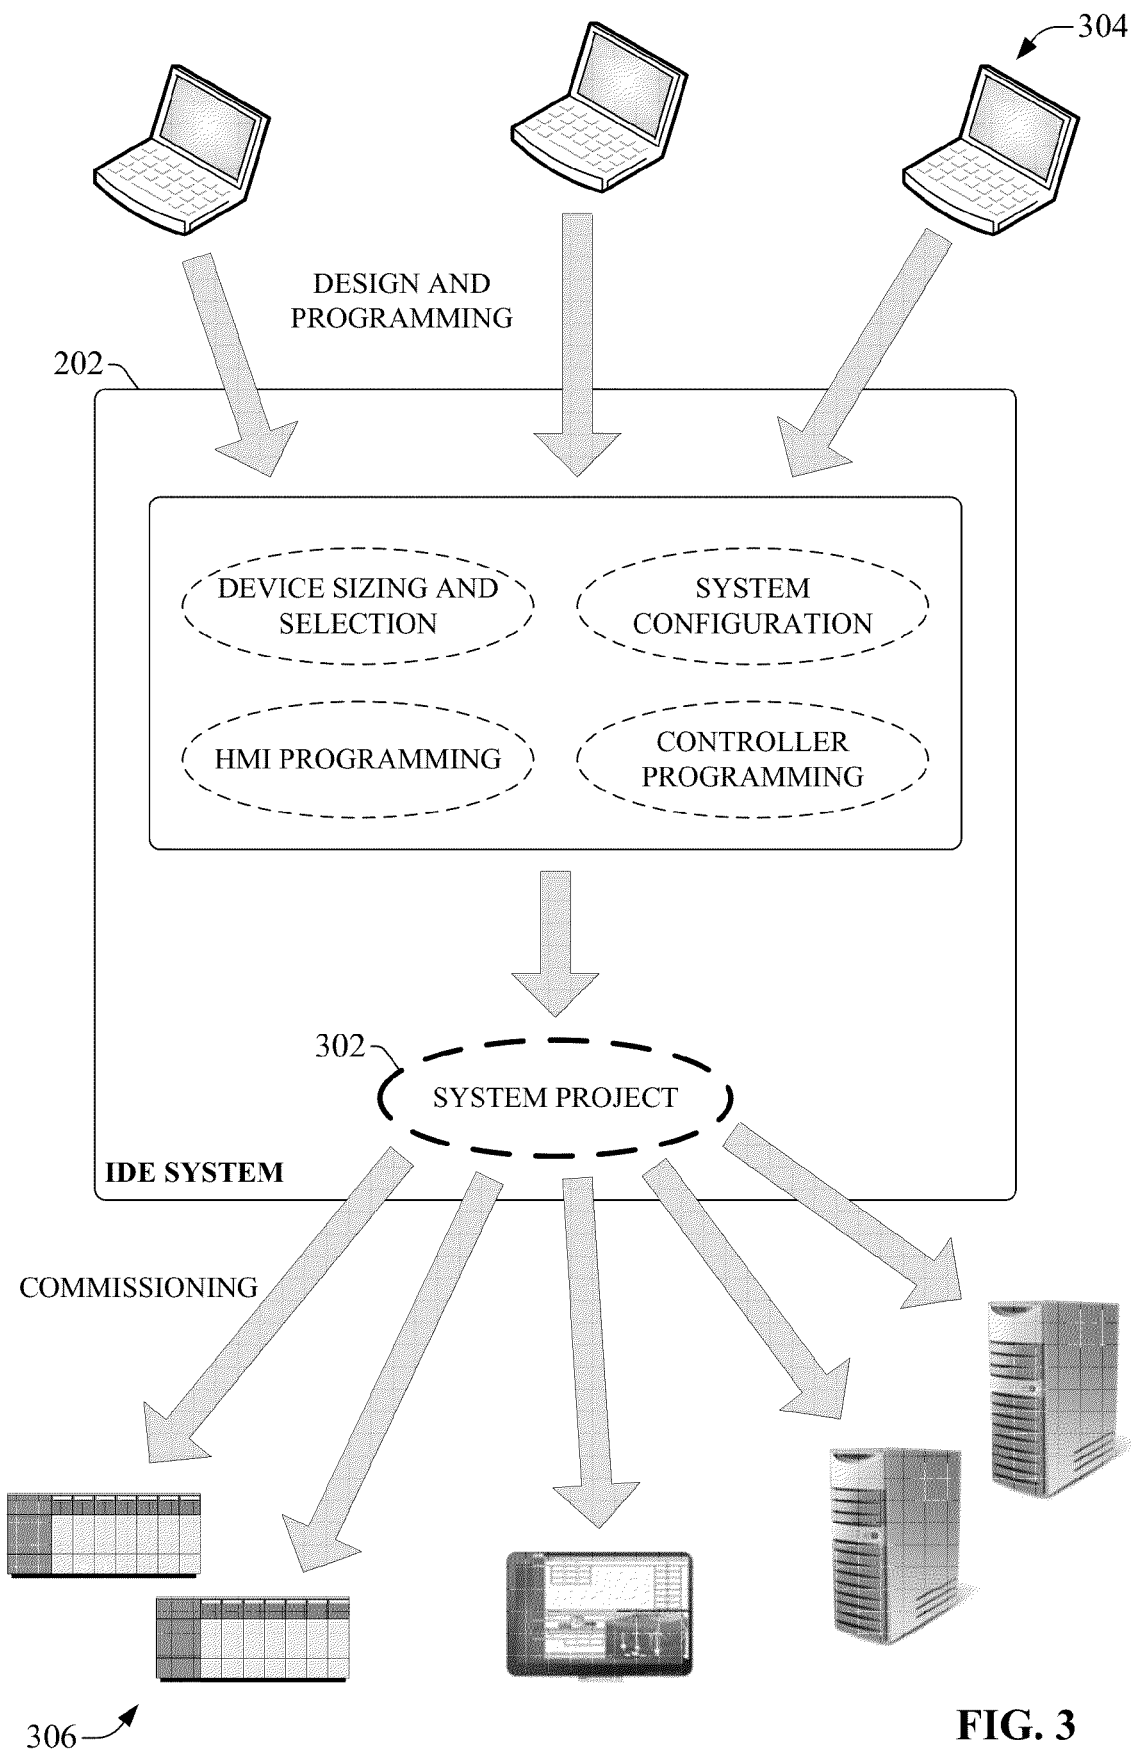 304
DESIGN AND
PROGRAMMING
202
DEVICE SIZING AND
SELECTION
SYSTEM
CONFIGURATION
HMI PROGRAMMING
CONTROLLER
PROGRAMMING
302
SYSTEM PROJECT
IDE SYSTEM
COMMISSIONING
306
FIG. 3